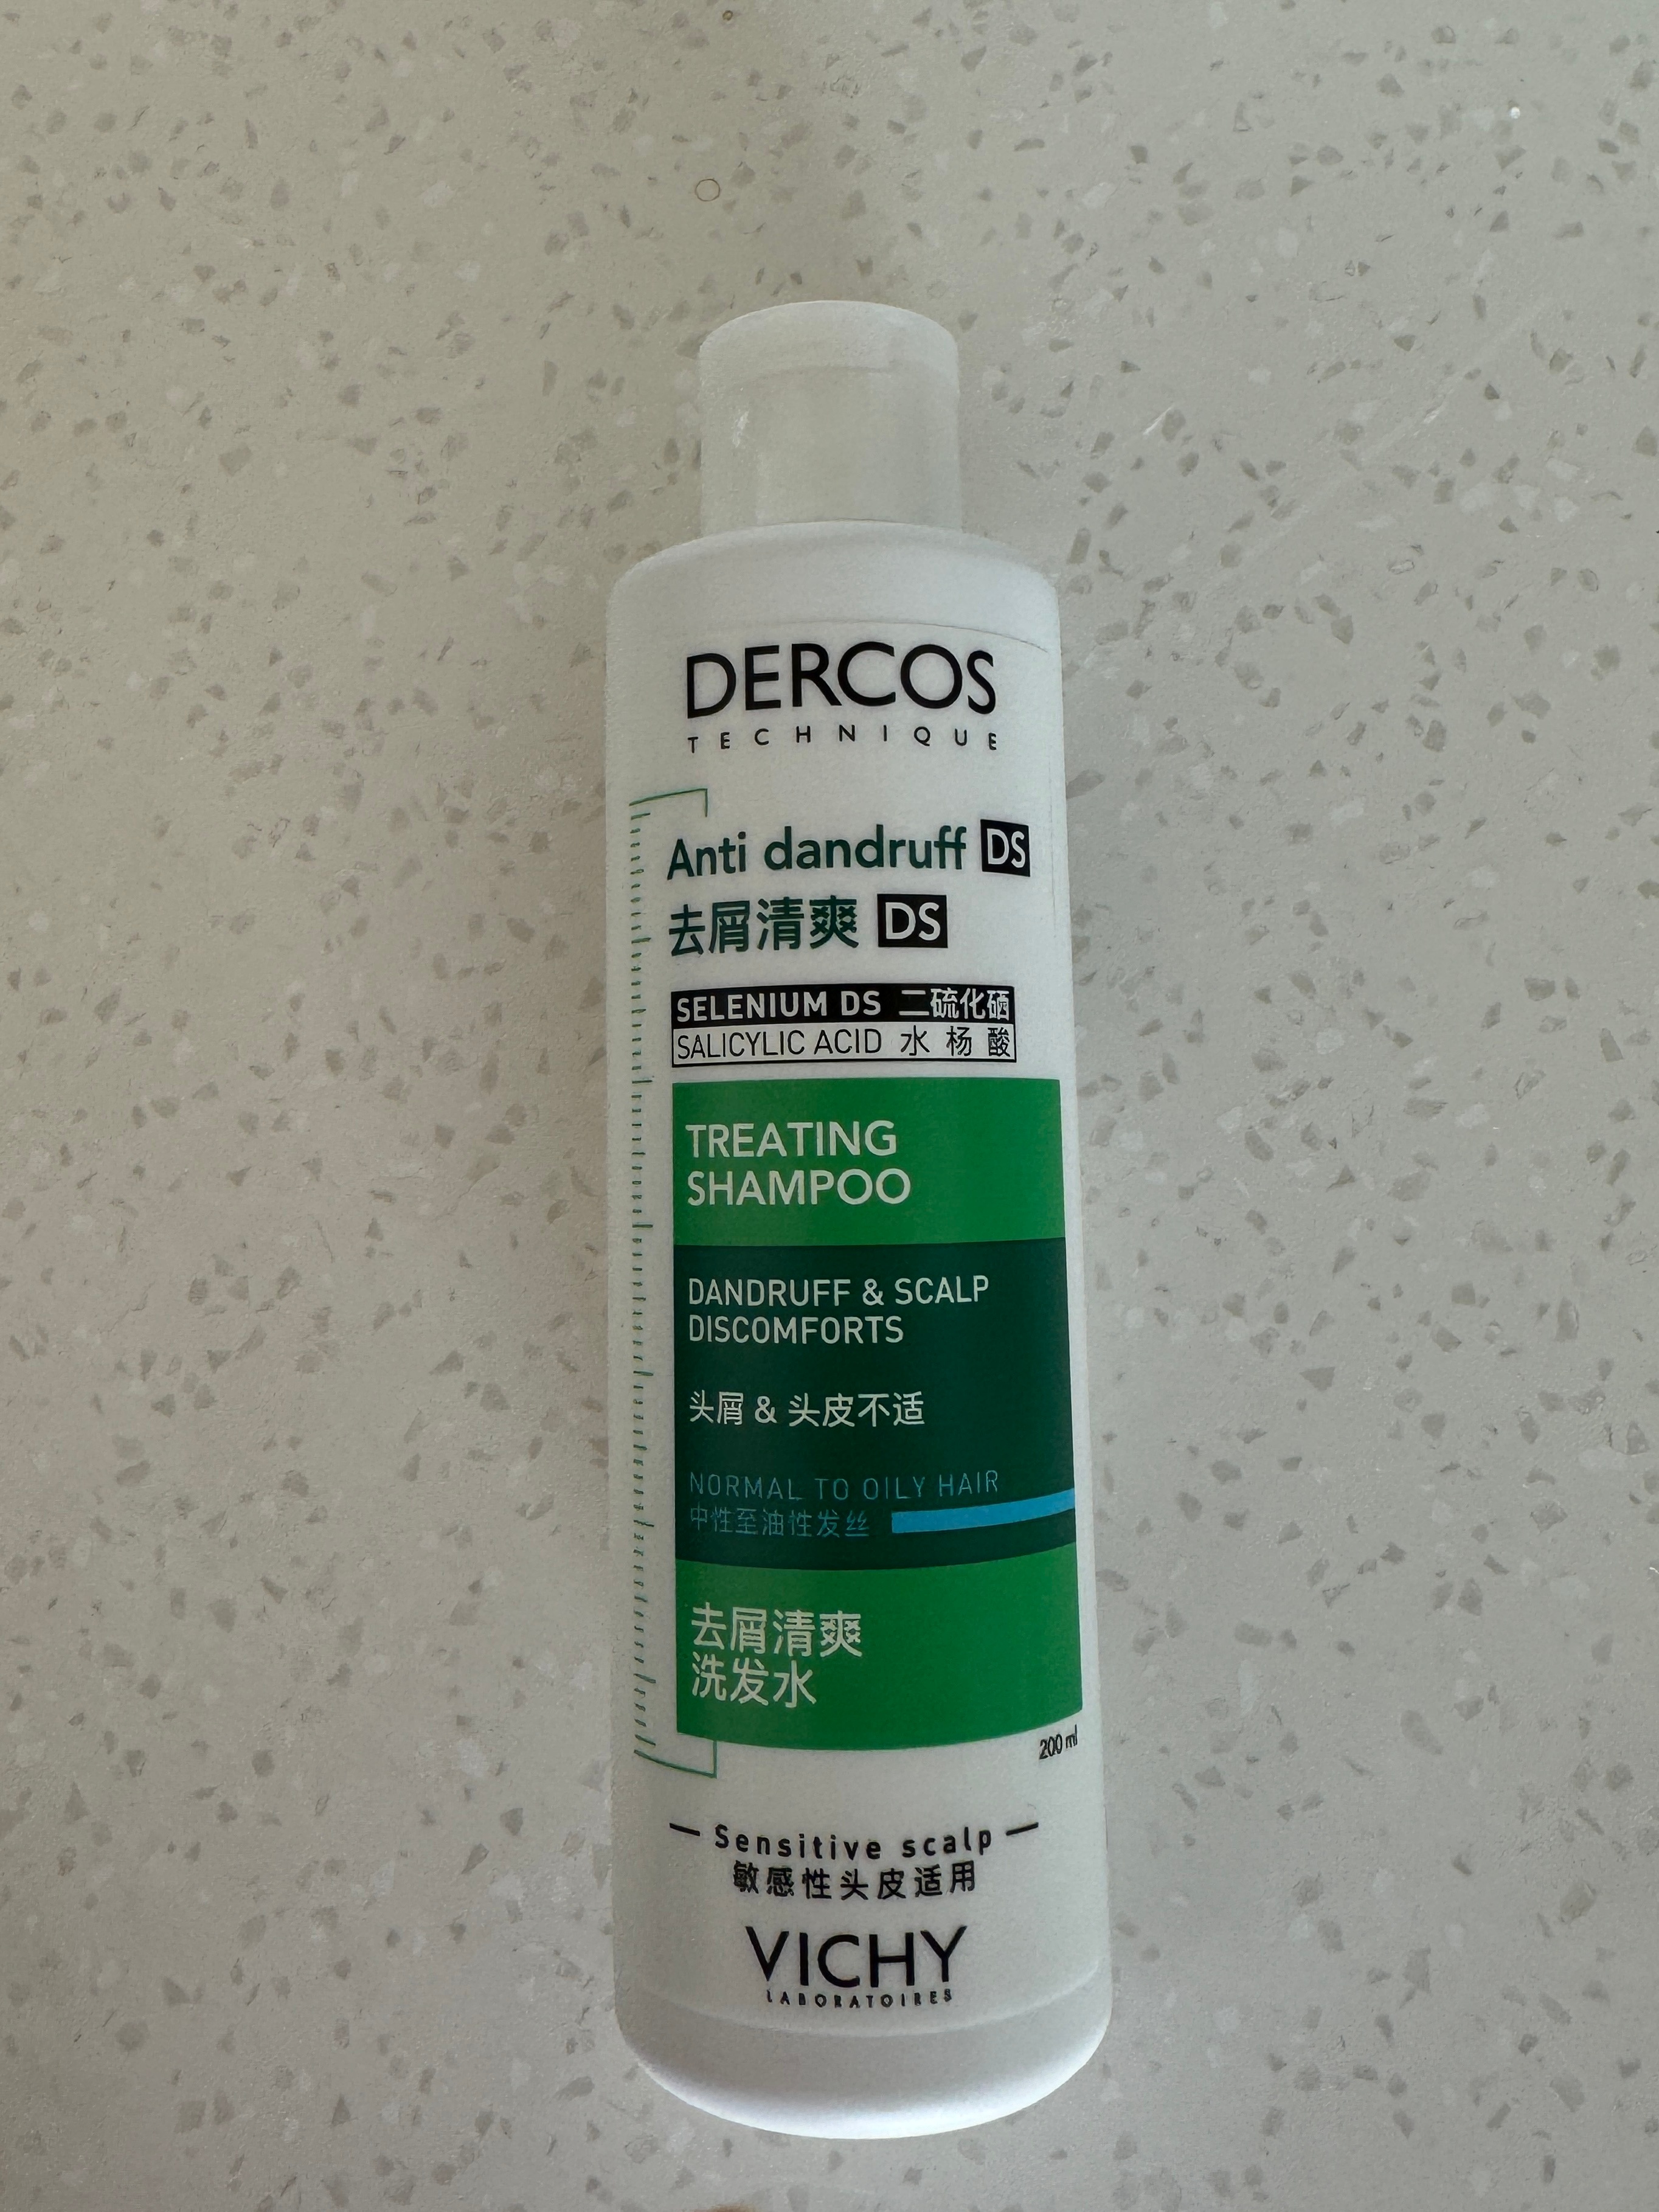 DERCOS
TECHNIQUE
Anti dandruff DS
去屑清爽 DS
SELENIUM DS 二硫化硒
SALICYLIC ACID 水杨酸
TREATING
SHAMPOO
DANDRUFF & SCALP
DISCOMFORTS
头屑 & 头皮不适
NORMAL TO OILY HAIR
中性至油性发丝
去屑清爽
洗发水
200 ml
Sensitive scalp
敏感性头皮适用
VICHY
LABORATOIRES